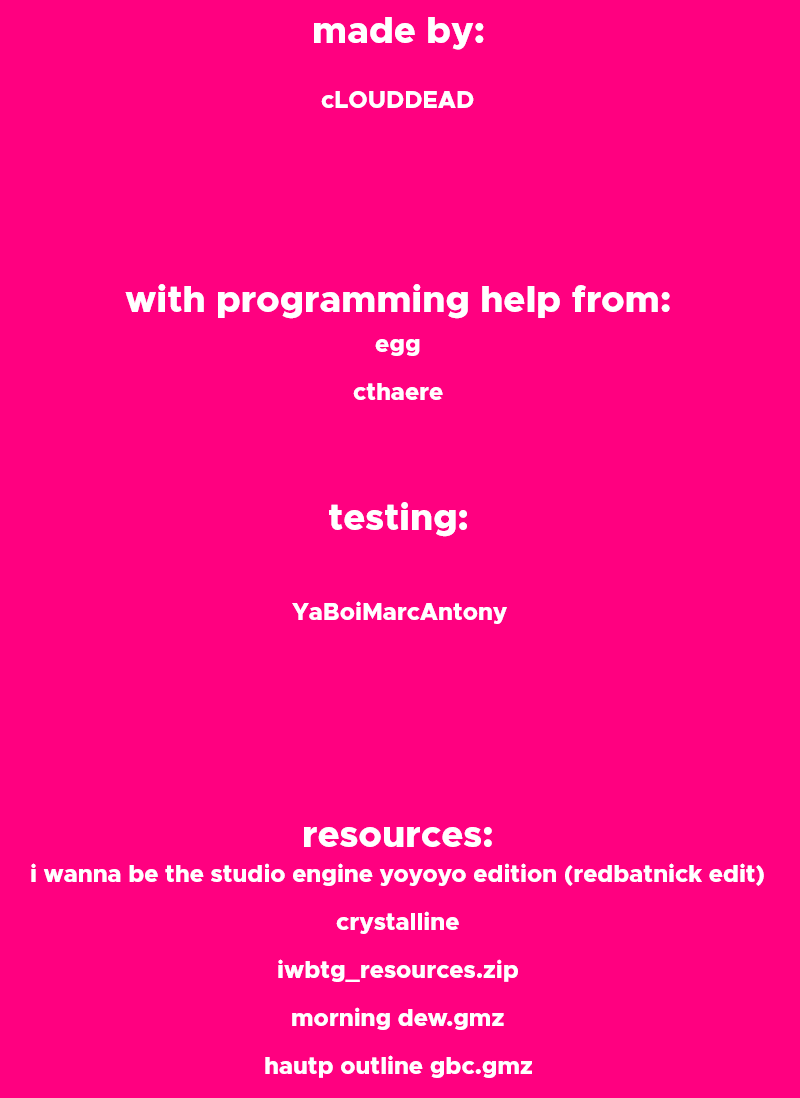 made by:
cLOUDDEAD
with programming help from:
egg
cthaere
testing:
YaBoiMarcAntony
resources:
i wanna be the studio engine yoyoyo edition (redbatnick edit)
crystalline
iwbtg_resources.zip
morning dew.gmz
hautp outline gbc.gmz